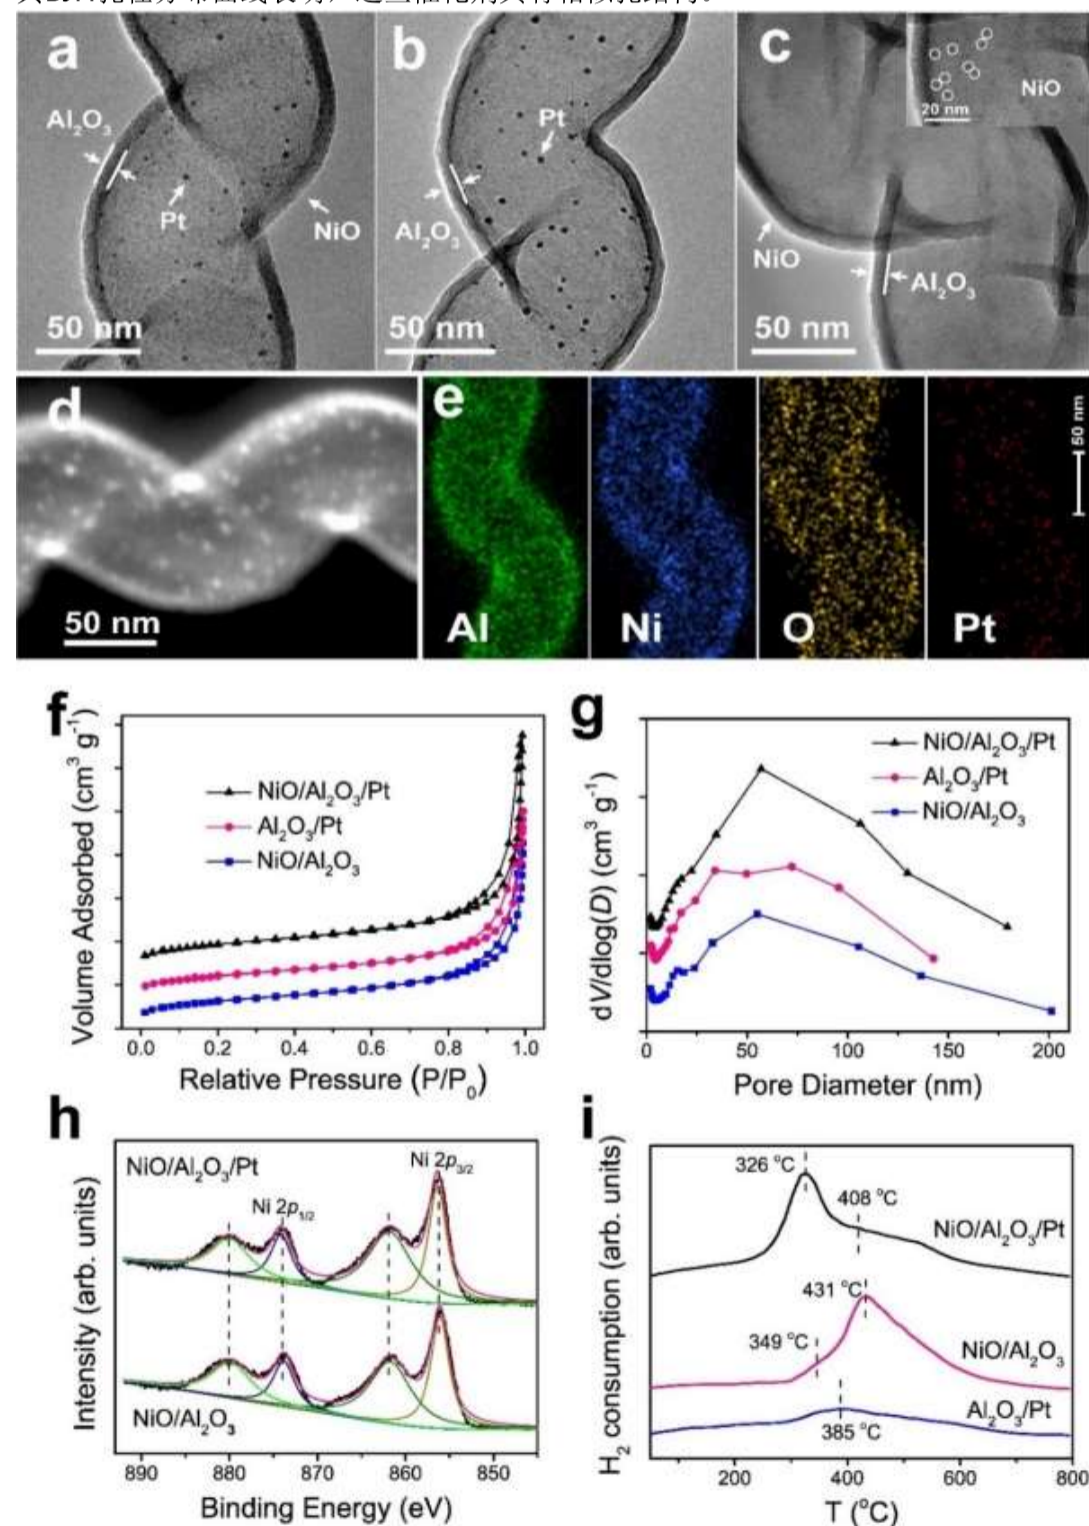 a
Al₂O₃
Pt
NiO
50 nm
b
Pt
Al₂O₃
50 nm
c
NiO
20 nm
NiO
Al₂O₃
50 nm
d
50 nm
e
Al
Ni
O
Pt
50 nm
f
Volume Adsorbed (cm³ g⁻¹)
NiO/Al₂O₃/Pt
Al₂O₃/Pt
NiO/Al₂O₃
0.0 0.2 0.4 0.6 0.8 1.0
Relative Pressure (P/P₀)
g
dV/dlog(D) (cm³ g⁻¹)
NiO/Al₂O₃/Pt
Al₂O₃/Pt
NiO/Al₂O₃
0 50 100 150 200
Pore Diameter (nm)
h
Intensity (arb. units)
NiO/Al₂O₃/Pt
Ni 2p₃/₂
Ni 2p₁/₂
NiO/Al₂O₃
890 880 870 860 850
Binding Energy (eV)
i
H₂ consumption (arb. units)
326 °C
408 °C
NiO/Al₂O₃/Pt
431 °C
349 °C
NiO/Al₂O₃
Al₂O₃/Pt
385 °C
200 400 600 800
T (°C)